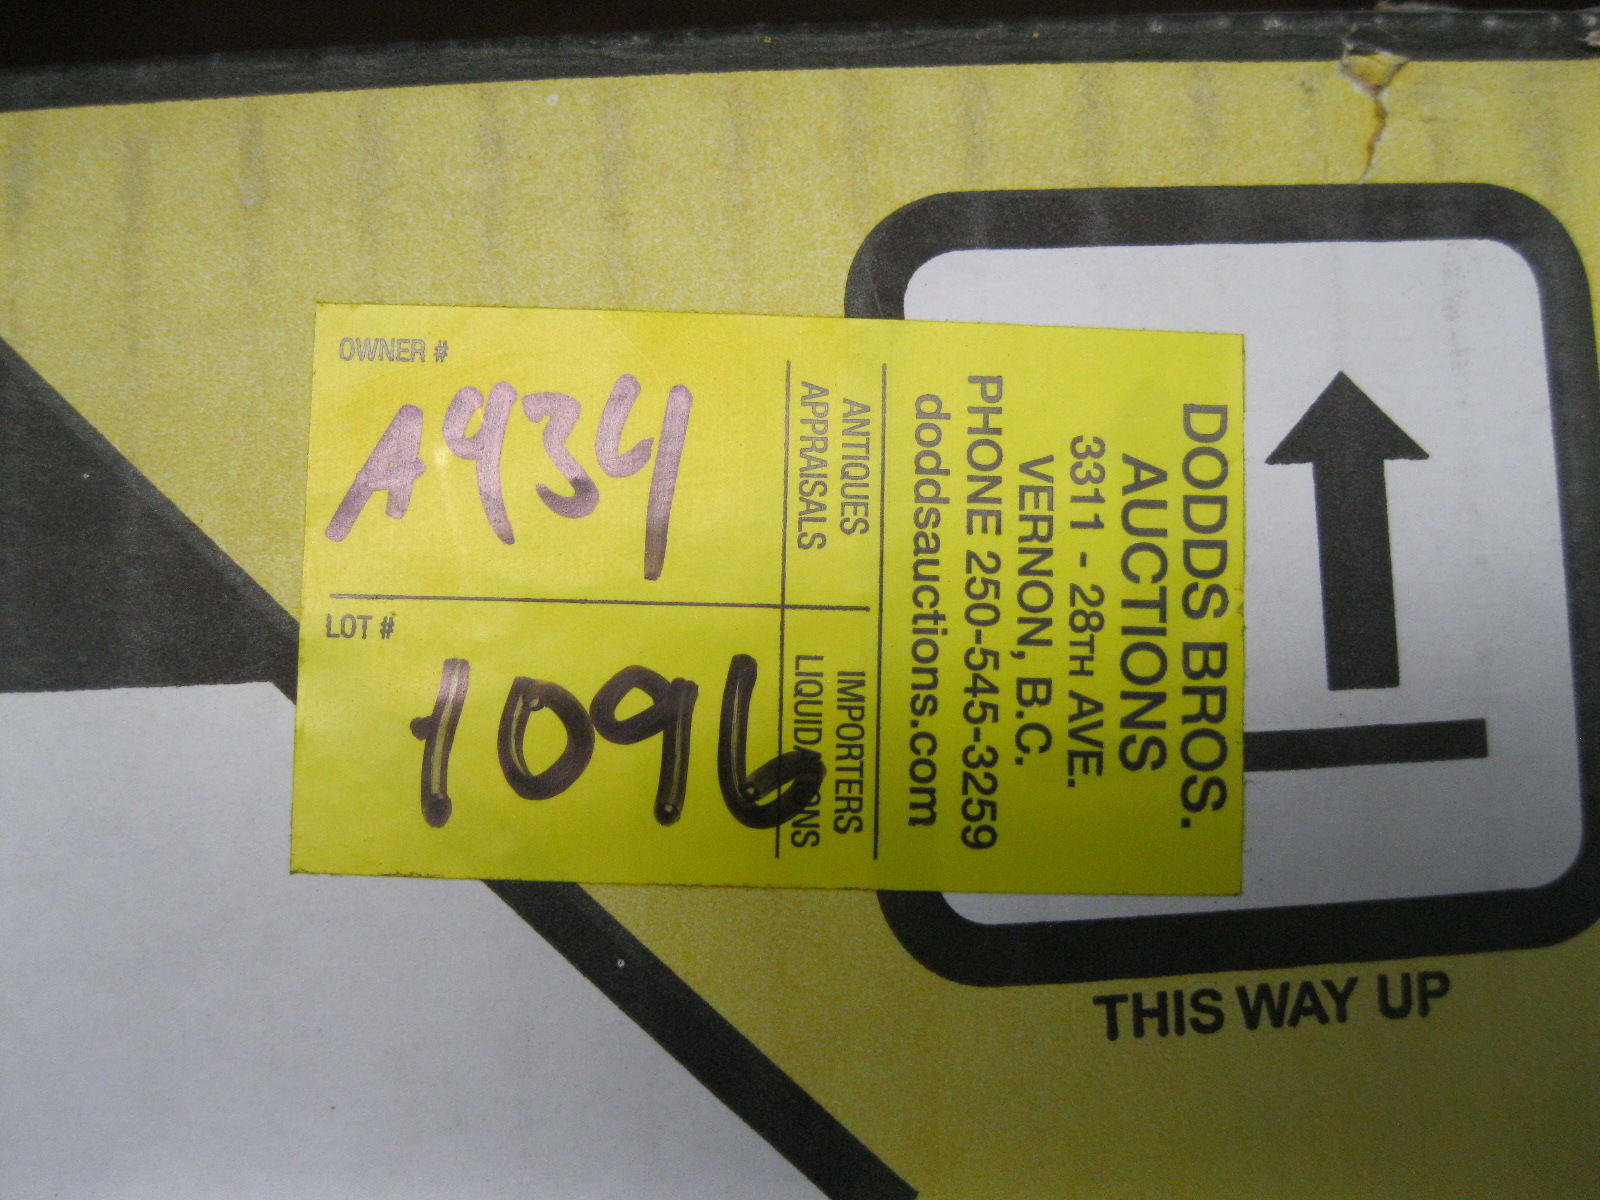 OWNER #
A934
LOT #
1096
ANTIQUES
APPRAISALS
IMPORTERS
LIQUIDATIONS
DODDS BROS.
AUCTIONS
3311 - 28TH AVE.
VERNON, B.C.
PHONE 250-545-3259
doddsauctions.com
THIS WAY UP